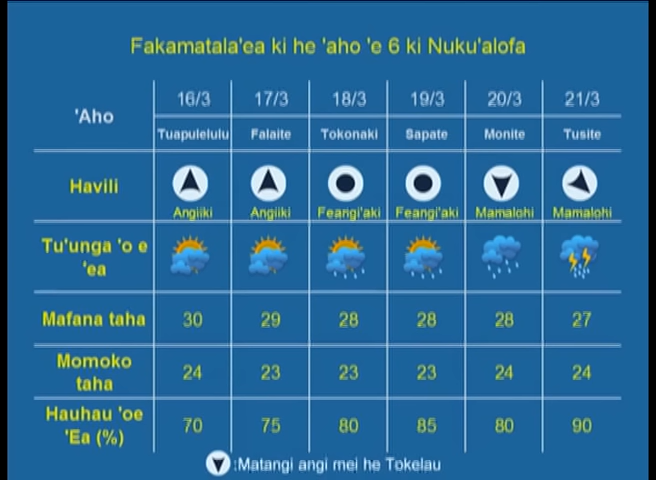 Fakamatala'ea ki he 'aho 'e 6 ki Nuku'alofa
'Aho 16/3 17/3 18/3 19/3 20/3 21/3
Tuapulelulu Falaite Tokonaki Sapate Monite Tusite
Havili Angiiki Angiiki Feangi'aki Feangi'aki Mamalohi Mamalohi
Tu'unga 'o e
'ea
Mafana taha 30 29 28 28 28 27
Momoko
taha 24 23 23 23 24 24
Hauhau 'oe
'Ea (%) 70 75 80 85 80 90
:Matangi angi mei he Tokelau